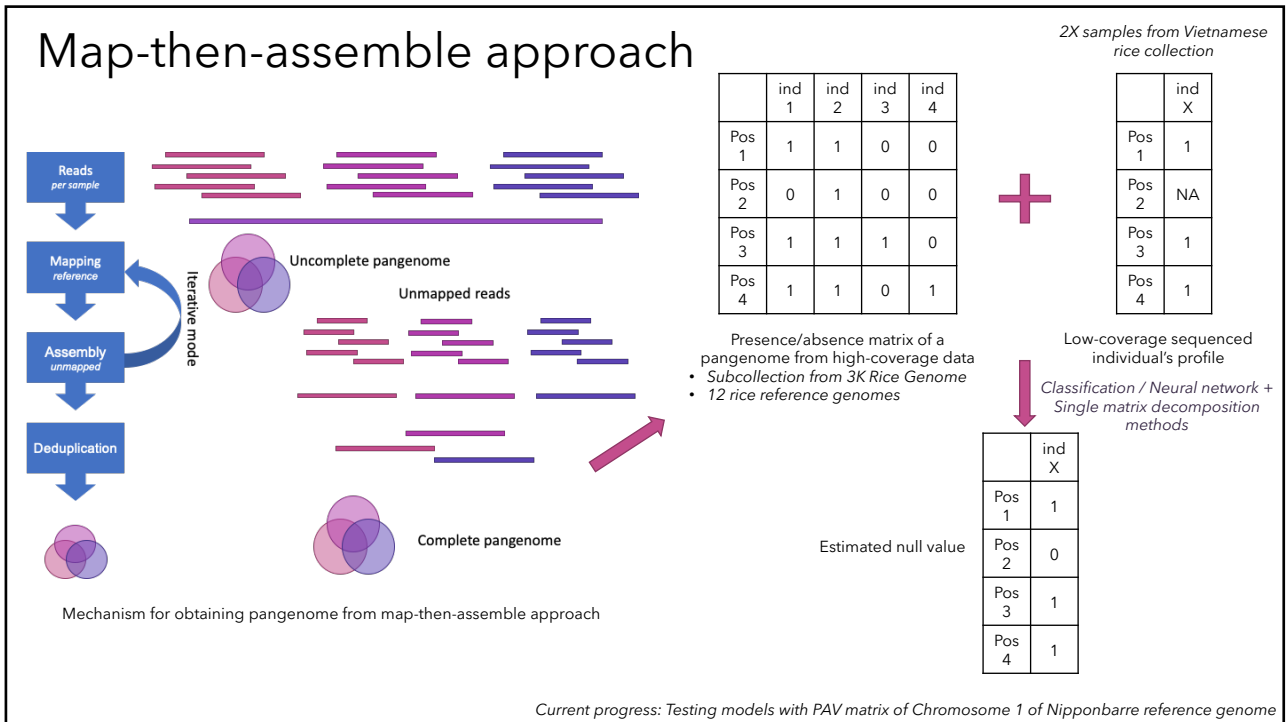 Map-then-assemble approach
Reads
per sample
Mapping
reference
Assembly
unmapped
Deduplication
Iterative mode
Uncomplete pangenome
Unmapped reads
Complete pangenome
Mechanism for obtaining pangenome from map-then-assemble approach
ind ind ind ind
1 2 3 4
Pos
1 1 1 0 0
Pos
2 0 1 0 0
Pos
3 1 1 1 0
Pos
4 1 1 0 1
Presence/absence matrix of a
pangenome from high-coverage data
• Subcollection from 3K Rice Genome
• 12 rice reference genomes
2X samples from Vietnamese
rice collection
ind
X
Pos
1 1
Pos
2 NA
Pos
3 1
Pos
4 1
Low-coverage sequenced
individual's profile
Classification / Neural network +
Single matrix decomposition
methods
Estimated null value
ind
X
Pos
1 1
Pos
2 0
Pos
3 1
Pos
4 1
Current progress: Testing models with PAV matrix of Chromosome 1 of Nipponbarre reference genome